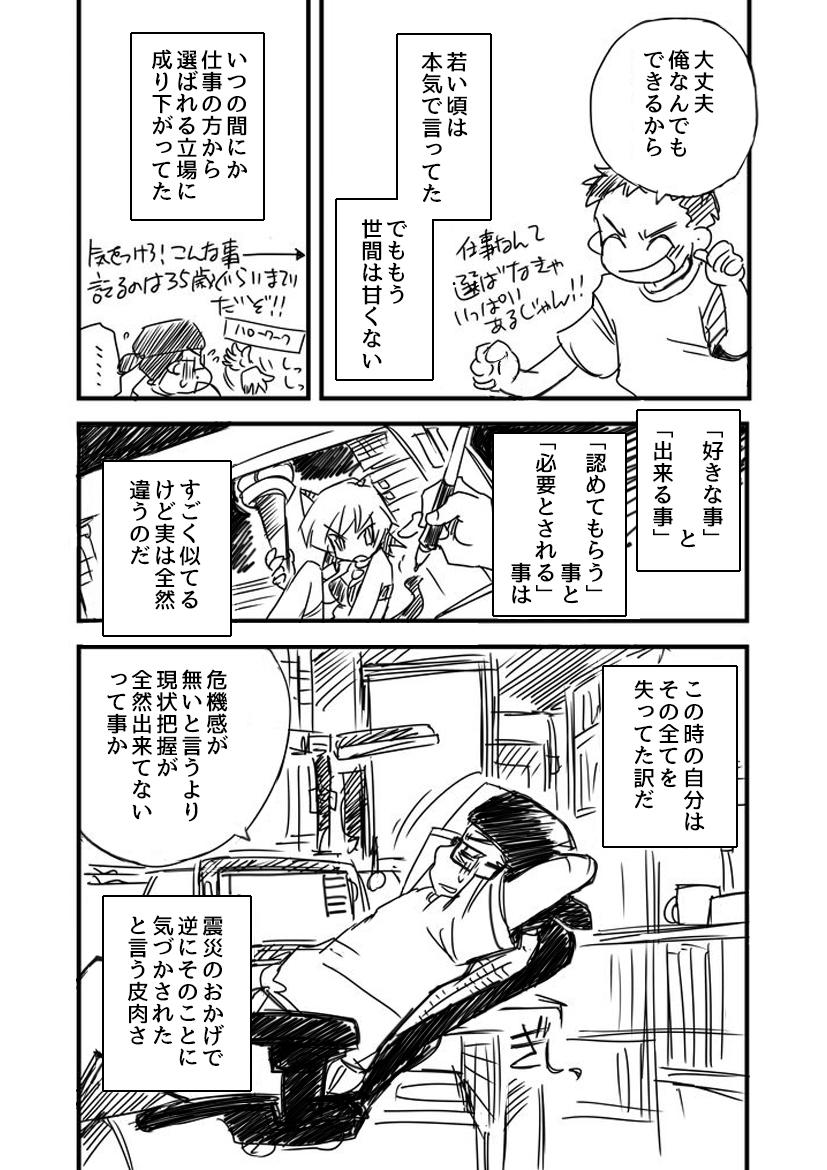 大丈夫
俺なんでも
できるから
若い頃は
本気で言ってた
仕事なんて
選ばなきゃ
いっぱい
あるじゃん!!
でももう
世間は甘くない
いつの間にか
仕事の方から
選ばれる立場に
成り下がってた
気をつけろ!こんな事
言えるのは35歳ぐらいまで
だぞ!!
ハローワーク
しっ
しっ
……
「好きな事」
と
「出来る事」
「認めてもらう」
事と
「必要とされる」
事は
すごく似てる
けど実は全然
違うのだ
この時の自分は
その全てを
失ってた訳だ
危機感が
無いと言うより
現状把握が
全然出来てない
って事か
ぎしっ
震災のおかげで
逆にそのことに
気づかされた
と言う皮肉さ